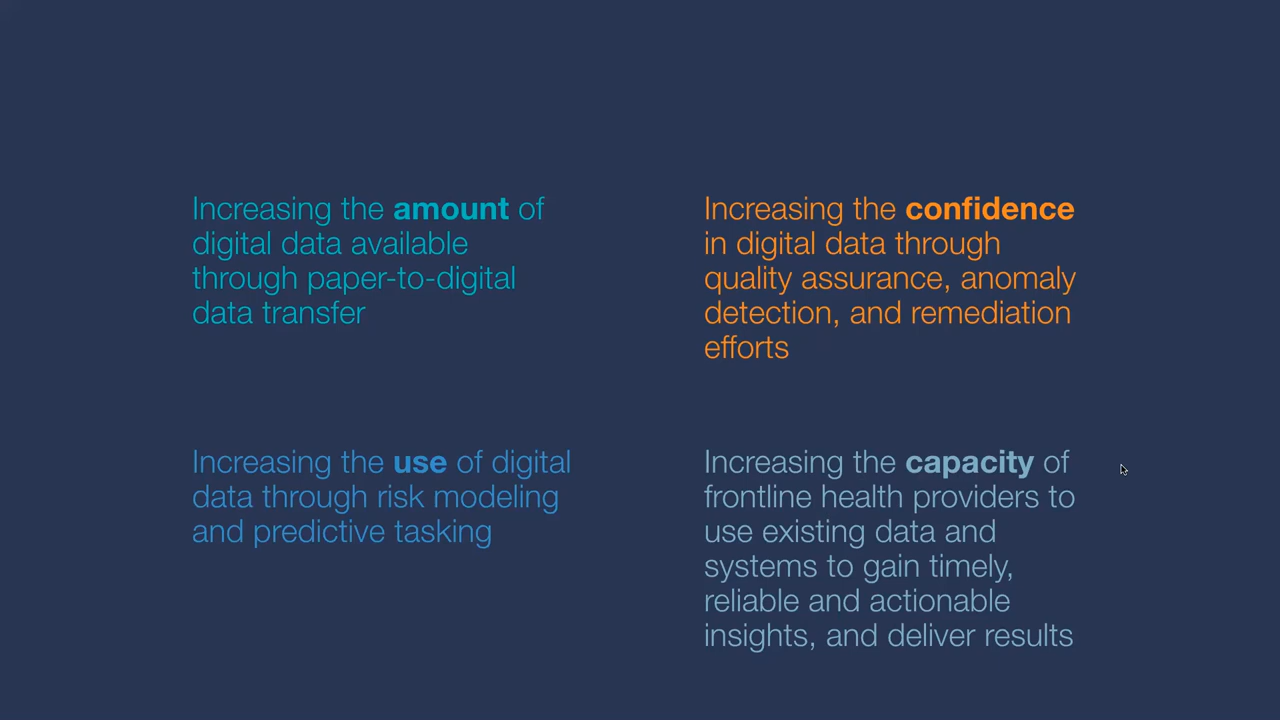 Increasing the amount of
digital data available
through paper-to-digital
data transfer
Increasing the confidence
in digital data through
quality assurance, anomaly
detection, and remediation
efforts
Increasing the use of digital
data through risk modeling
and predictive tasking
Increasing the capacity of
frontline health providers to
use existing data and
systems to gain timely,
reliable and actionable
insights, and deliver results